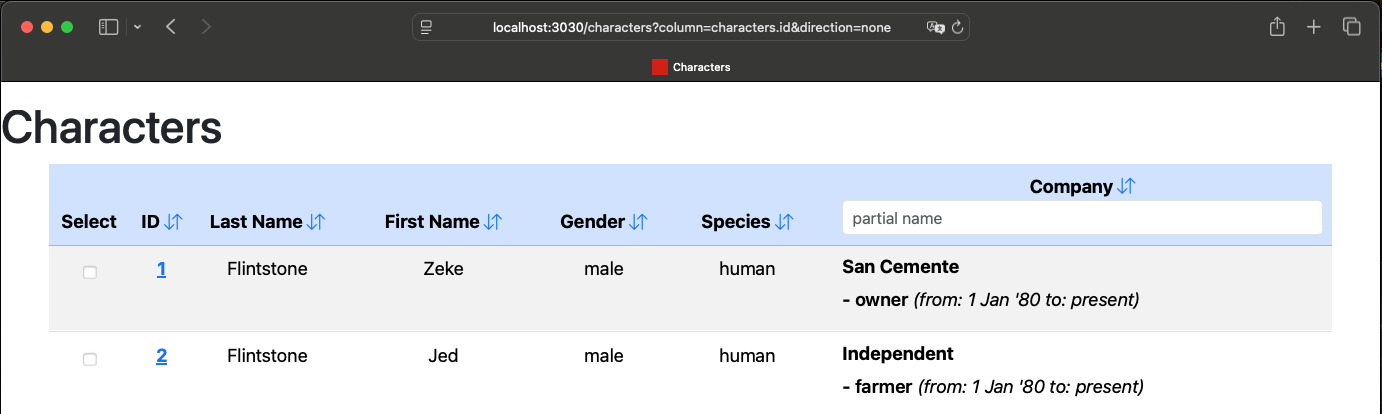 localhost:3030/characters?column=characters.id&direction=none
Characters
Characters
Company
partial name
Select ID Last Name First Name Gender Species
1 Flintstone Zeke male human San Cemente
- owner (from: 1 Jan '80 to: present)
2 Flintstone Jed male human Independent
- farmer (from: 1 Jan '80 to: present)